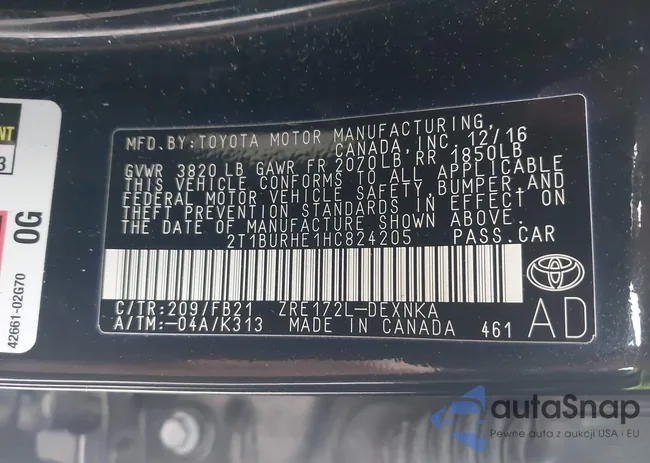 NT
3
0G
42661-02G70
MFD.BY:TOYOTA MOTOR MANUFACTURING,
CANADA, INC. 12/16
GVWR 3820 LB GAWR FR 2070LB, RR 1850LB
THIS VEHICLE CONFORMS TO ALL APPLICABLE
FEDERAL MOTOR VEHICLE SAFETY, BUMPER, AND
THEFT PREVENTION STANDARDS IN EFFECT ON
THE DATE OF MANUFACTURE SHOWN ABOVE.
2T1BURHE1HC824205 PASS.CAR
C/TR:209/FB21 ZRE172L-DEXNKA
A/TM:-04A/K313 MADE IN CANADA 461
AD
autaSnap
Pewne auta z aukcji USA i EU